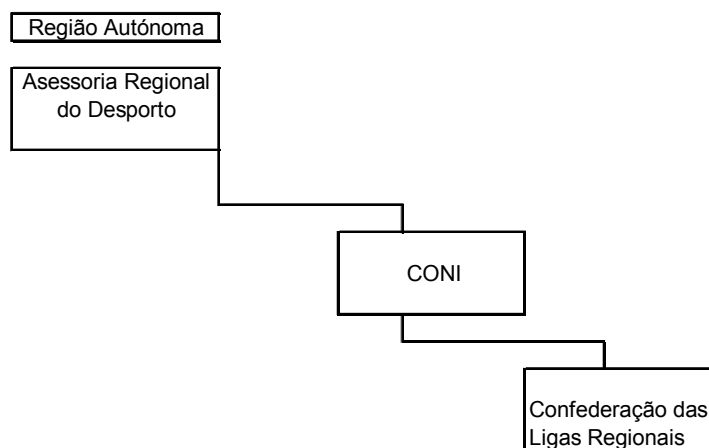 Região Autónoma
Asessoria Regional
do Desporto
CONI
Confederação das
Ligas Regionais